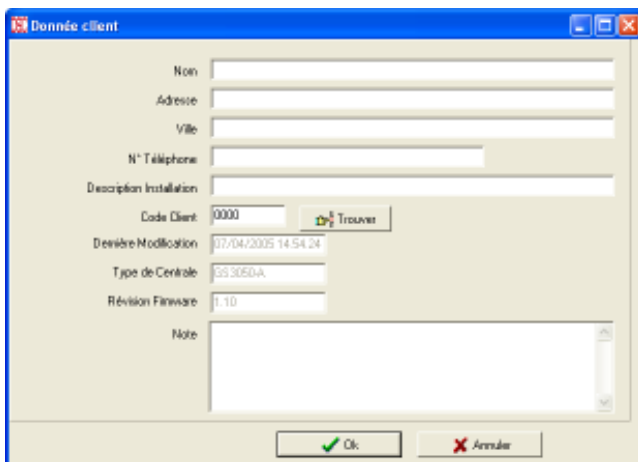 Donnée client
Nom
Adresse
Ville
N° Téléphone
Description Installation
Code Client 0000 Trouver
Dernière Modification 07/04/2005 14.54.24
Type de Centrale GS3050-A
Révision Firmware 1.10
Note
Ok Annuler